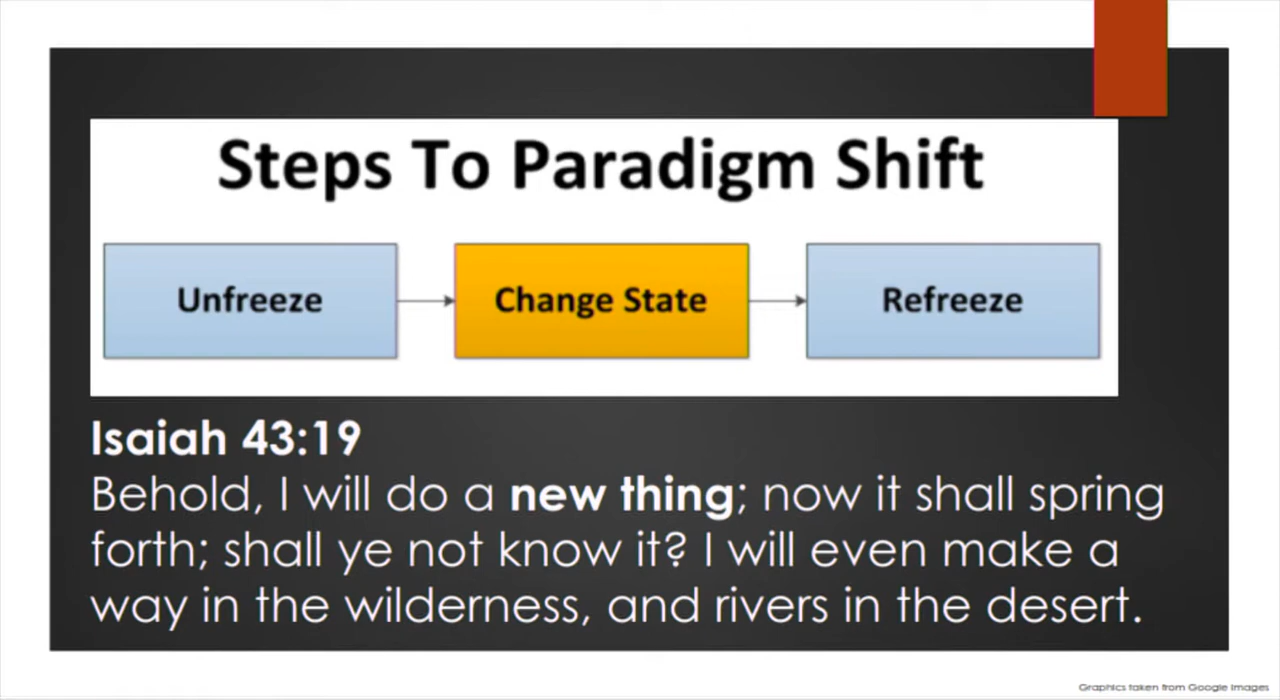 Steps To Paradigm Shift
Unfreeze
Change State
Refreeze
Isaiah 43:19
Behold, I will do a new thing; now it shall spring
forth; shall ye not know it? I will even make a
way in the wilderness, and rivers in the desert.
Graphics taken from Google Images